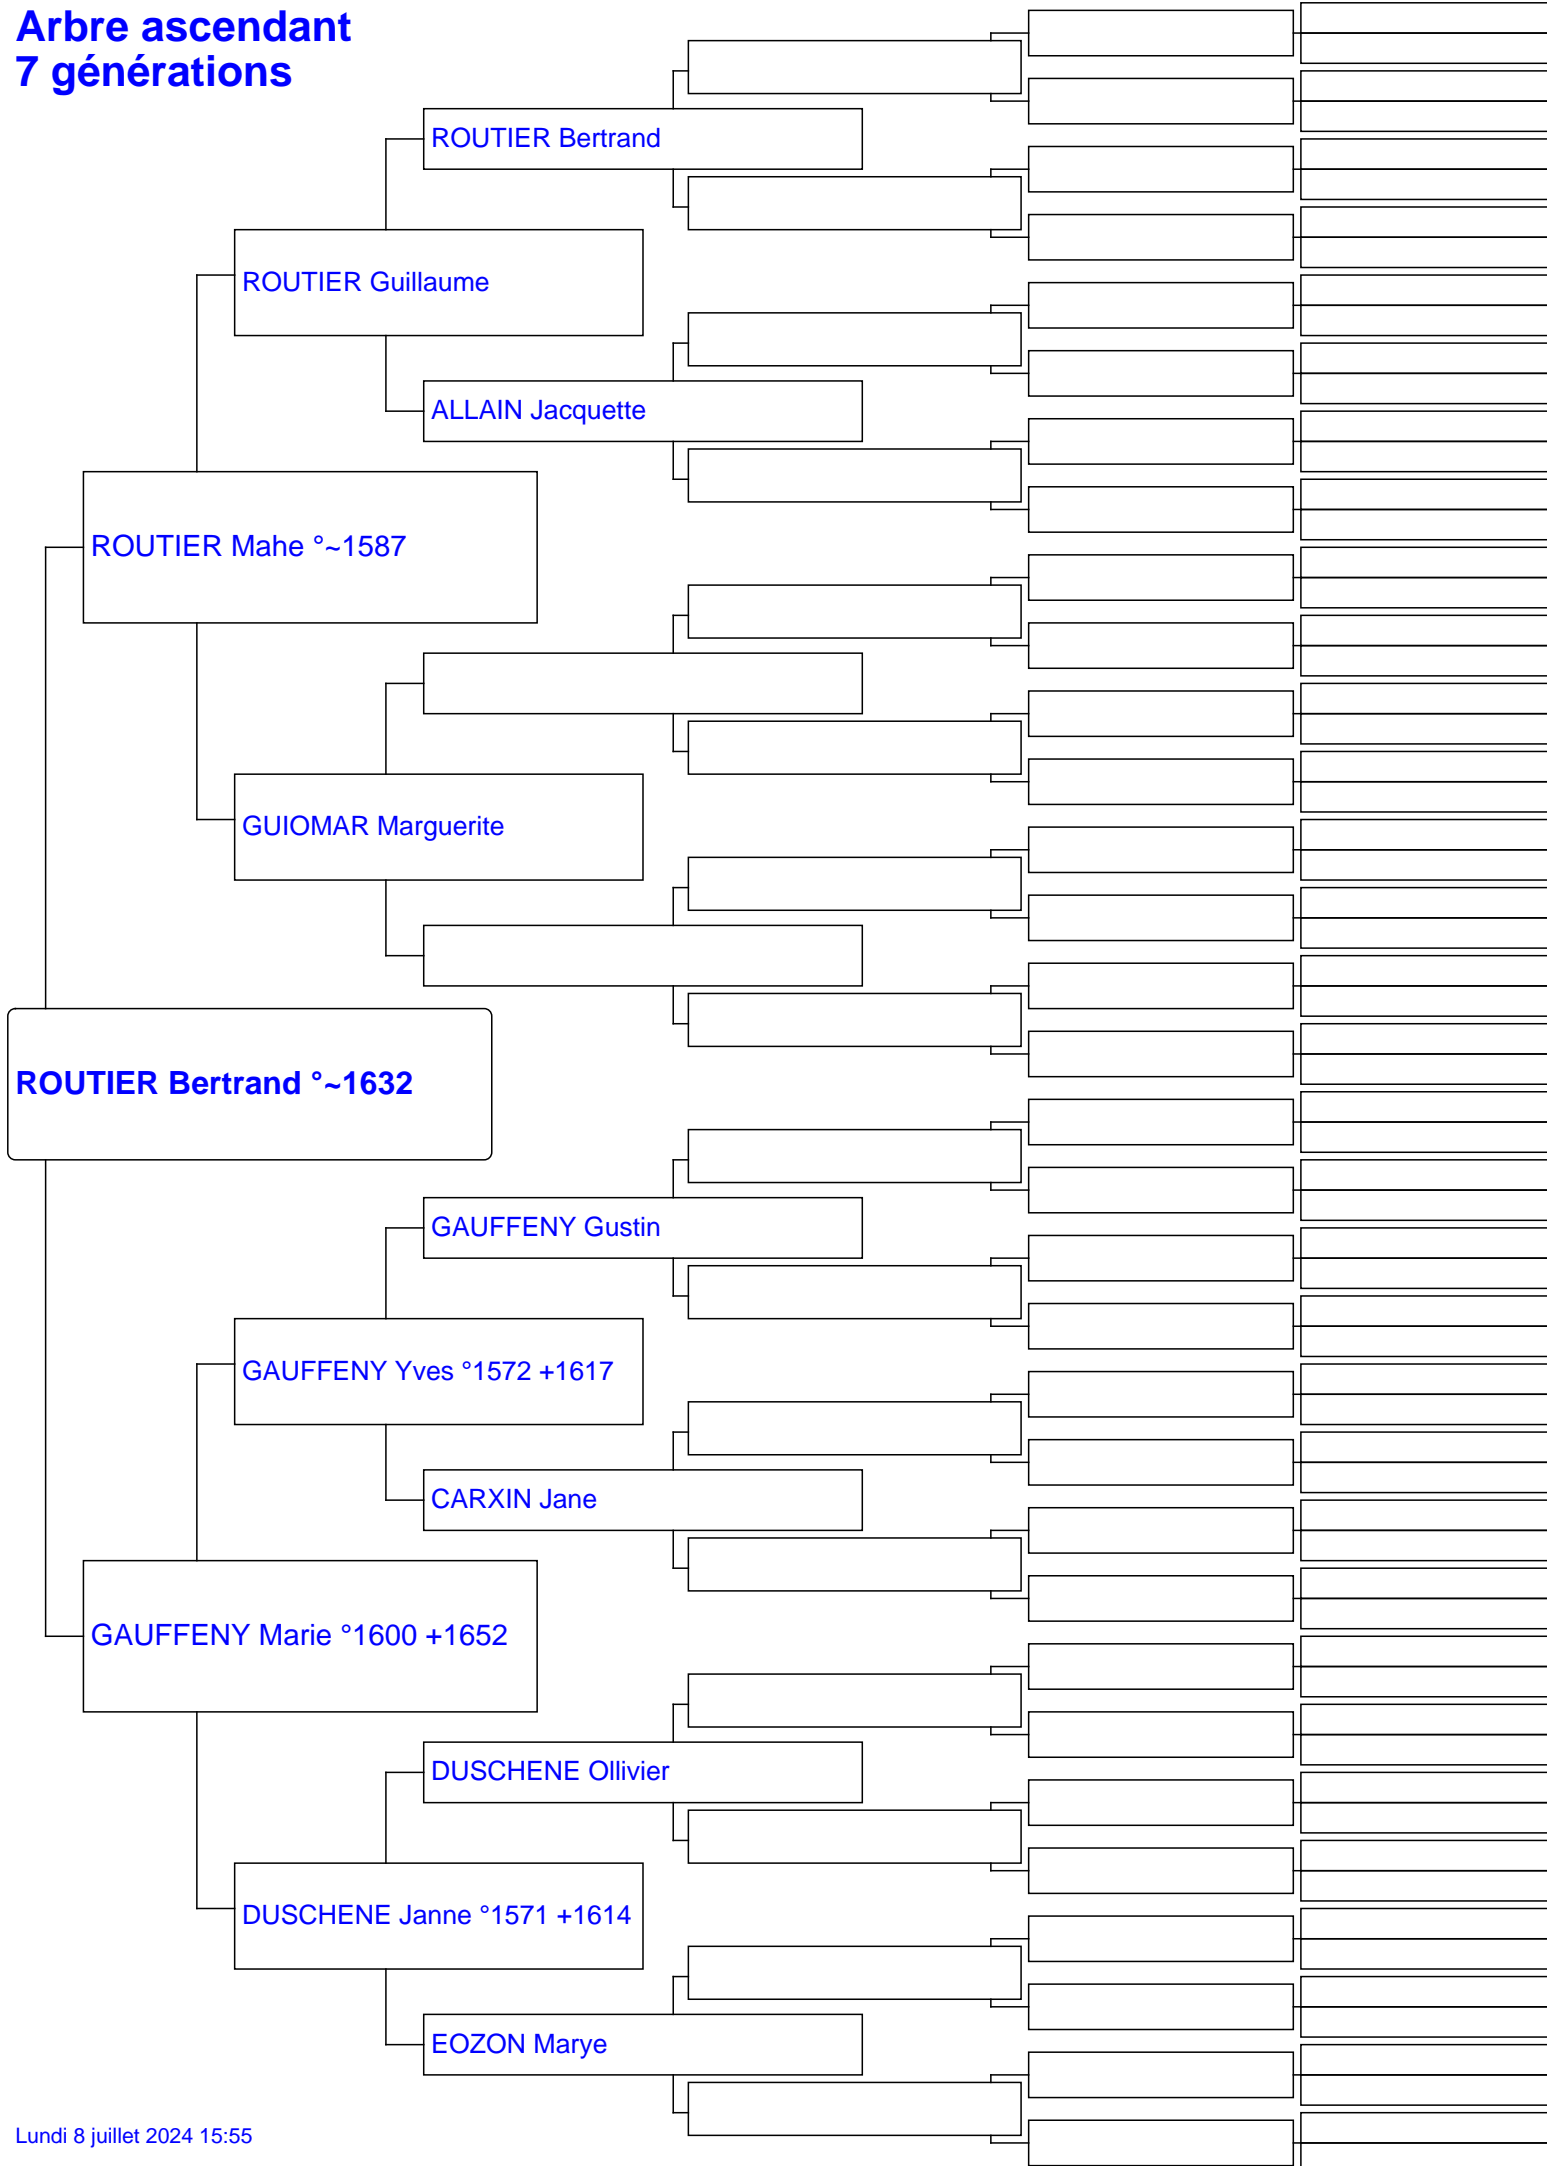 Arbre ascendant
7 générations
ROUTIER Bertrand
ROUTIER Guillaume
ALLAIN Jacquette
ROUTIER Mahe °~1587
GUIOMAR Marguerite
ROUTIER Bertrand °~1632
GAUFFENY Gustin
GAUFFENY Yves °1572 +1617
CARXIN Jane
GAUFFENY Marie °1600 +1652
DUSCHENE Ollivier
DUSCHENE Janne °1571 +1614
EOZON Marye
Lundi 8 juillet 2024 15:55